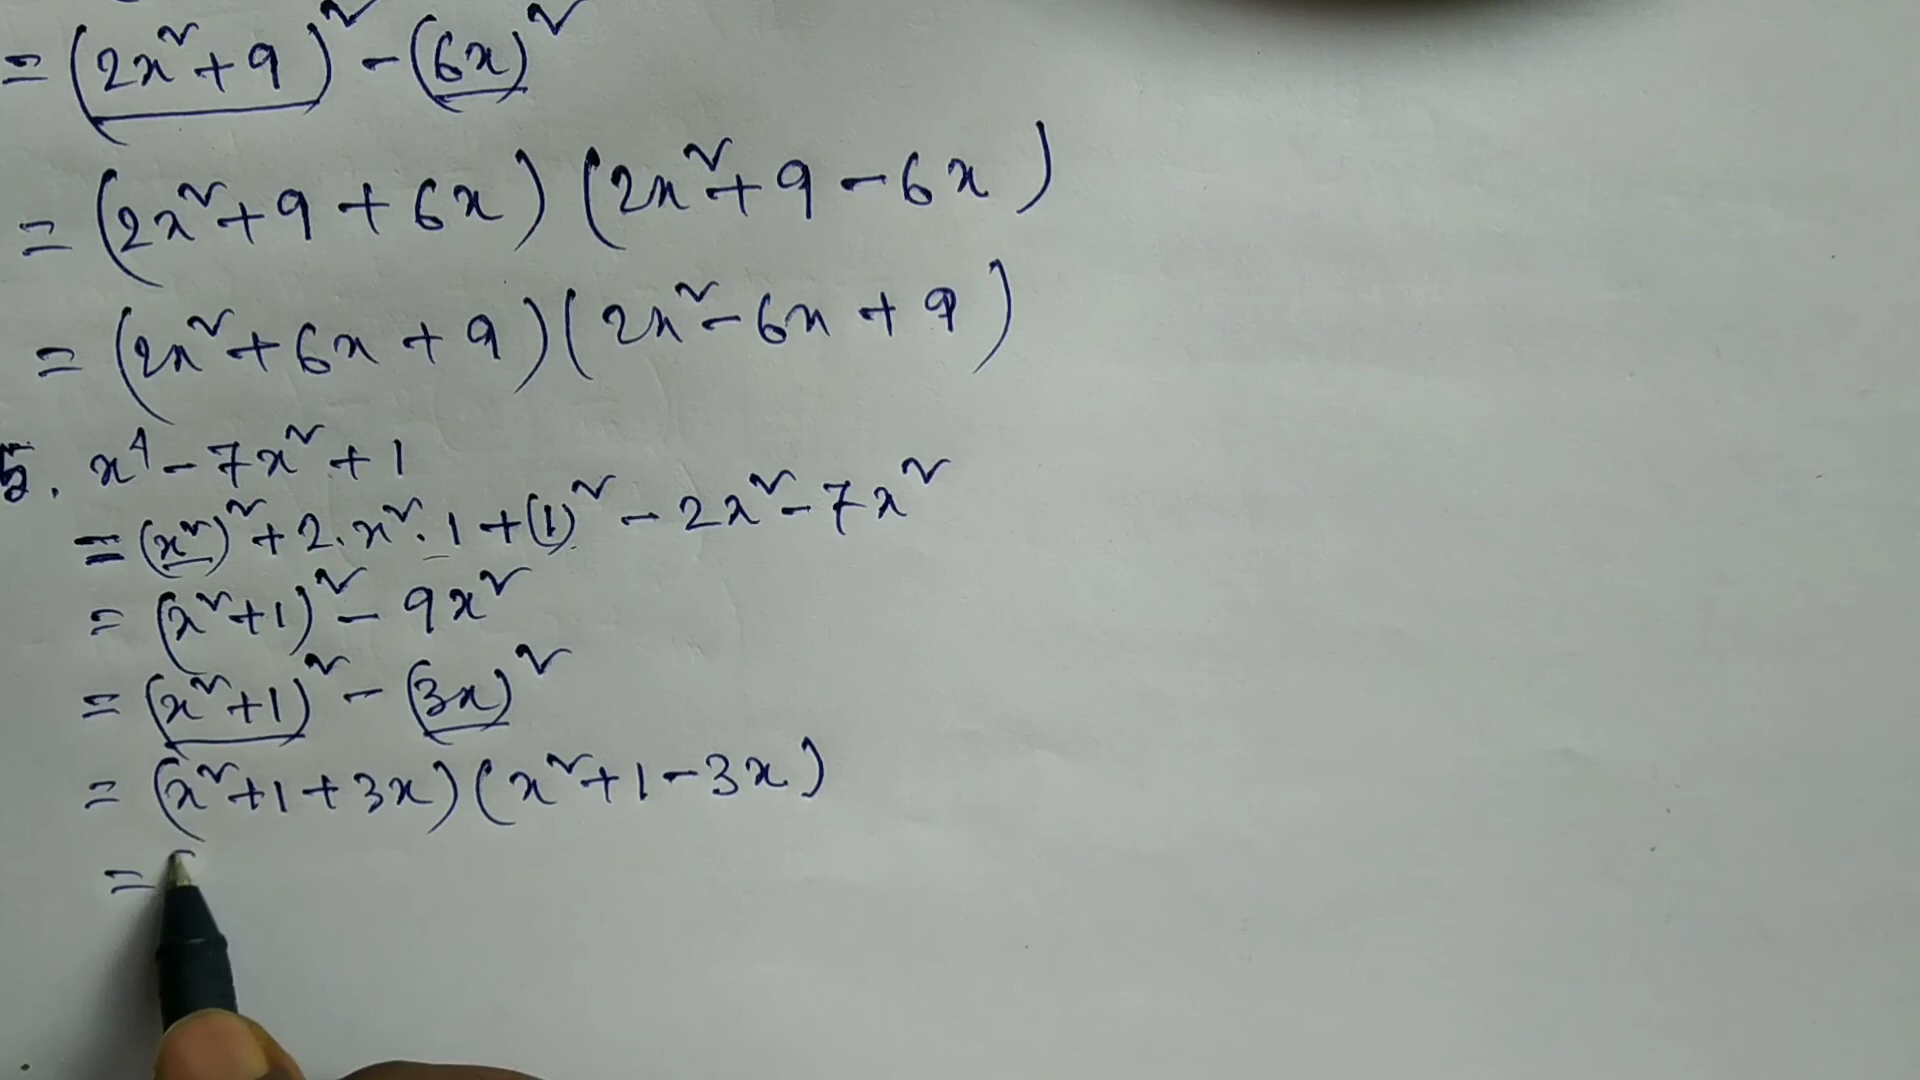 = (2x²+9)² - (6x)²
= (2x²+9+6x) (2x²+9-6x)
= (2x²+6x+9)(2x²-6x+9)
5. x⁴-7x²+1
= (x²)²+2.x².1+(1)²-2x²-7x²
= (x²+1)²-9x²
= (x²+1)²-(3x)²
= (x²+1+3x)(x²+1-3x)
= (